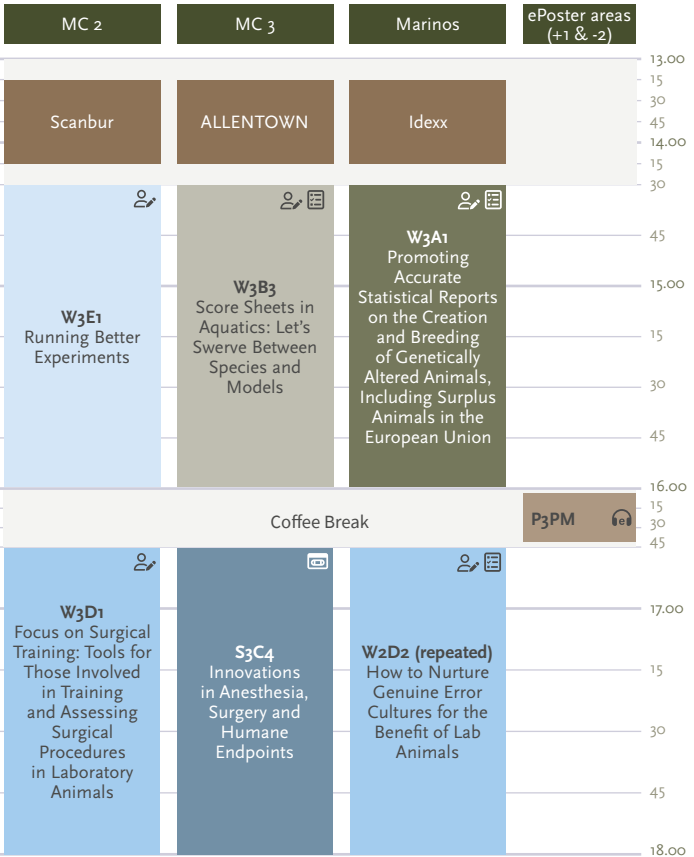 MC 2
MC 3
Marinos
ePoster areas
(+1 & -2)
13.00
15
30
45
14.00
15
30
Scanbur
ALLENTOWN
Idexx
W3E1
Running Better
Experiments
W3B3
Score Sheets in
Aquatics: Let's
Swerve Between
Species and
Models
W3A1
Promoting
Accurate
Statistical Reports
on the Creation
and Breeding
of Genetically
Altered Animals,
Including Surplus
Animals in the
European Union
45
15.00
15
30
45
16.00
Coffee Break
P3PM
e
15
30
45
W3D1
Focus on Surgical
Training: Tools for
Those Involved
in Training
and Assessing
Surgical
Procedures
in Laboratory
Animals
S3C4
Innovations
in Anesthesia,
Surgery and
Humane
Endpoints
W2D2 (repeated)
How to Nurture
Genuine Error
Cultures for the
Benefit of Lab
Animals
17.00
15
30
45
18.00